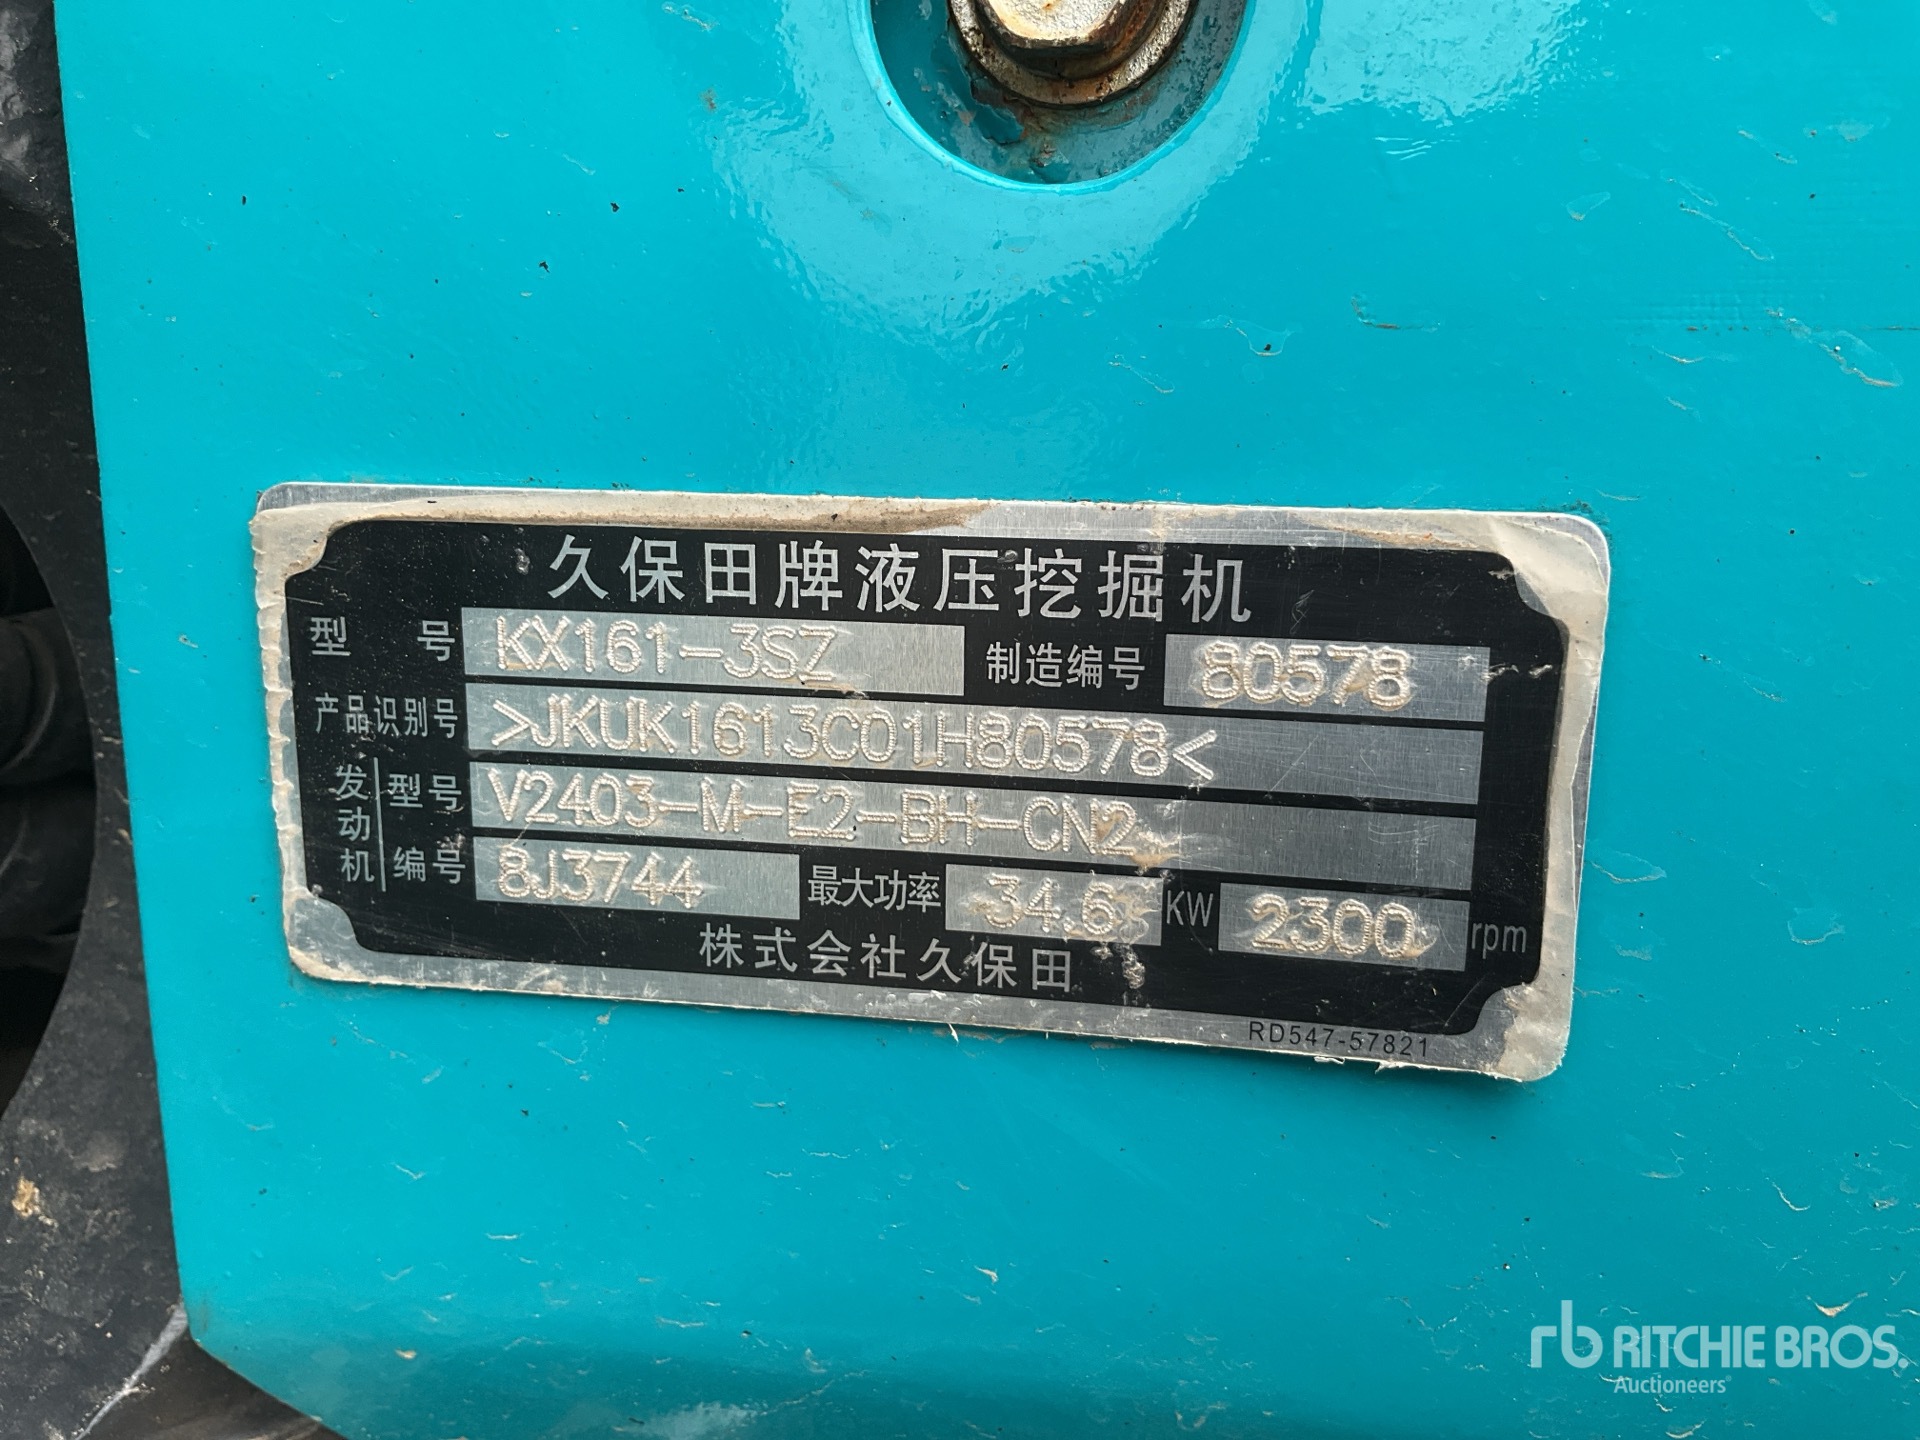 久保田牌液压挖掘机
型号 KX161-3SZ 制造编号 80578
产品识别号 >JKUK1613C01H80578<
发动机 型号 V2403-M-E2-BH-CN2
编号 8J3744 最大功率 34.6 KW 2300 rpm
株式会社久保田
RD547-57821
rb RITCHIE BROS.
Auctioneers